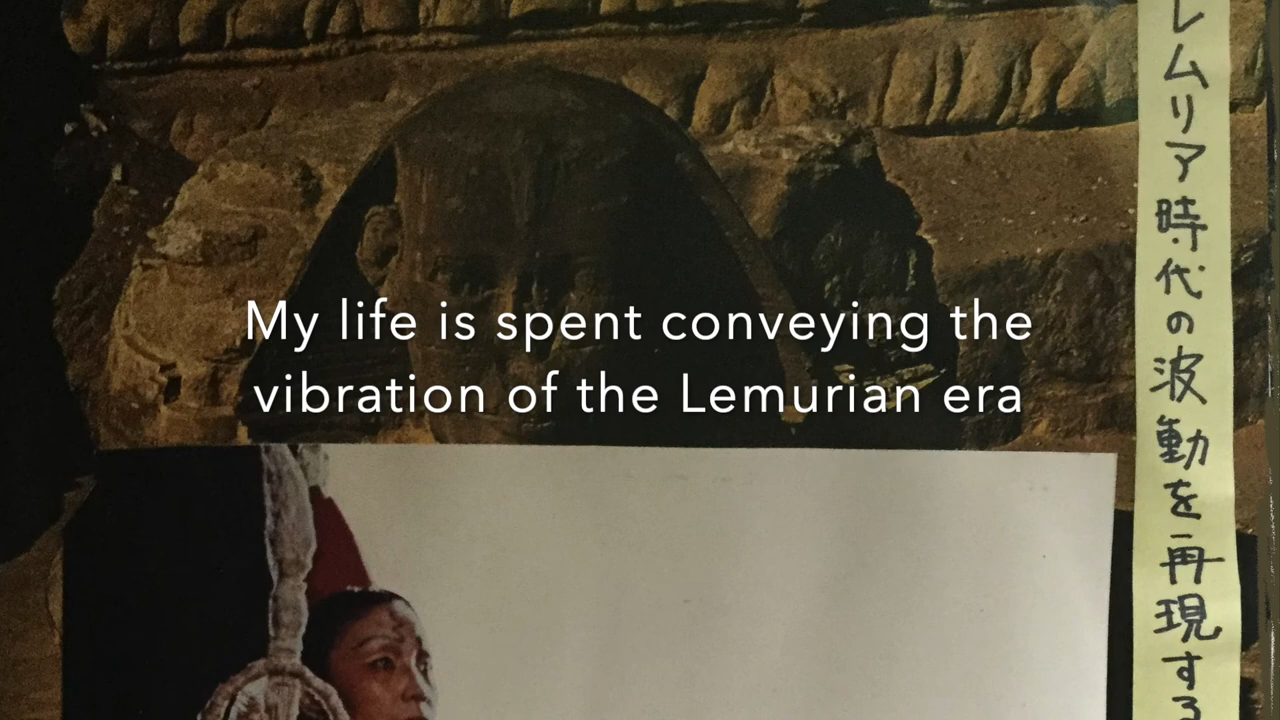 My life is spent conveying the
vibration of the Lemurian era
レムリア時代の波動を再現する